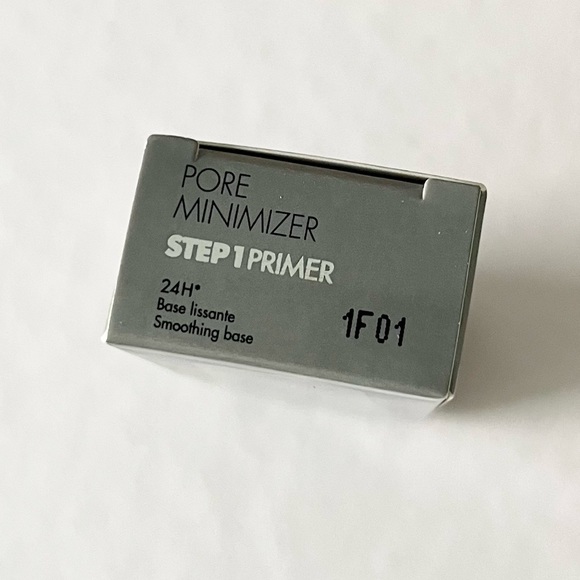 PORE
MINIMIZER
STEP 1 PRIMER
24H*
Base lissante
Smoothing base
1F01